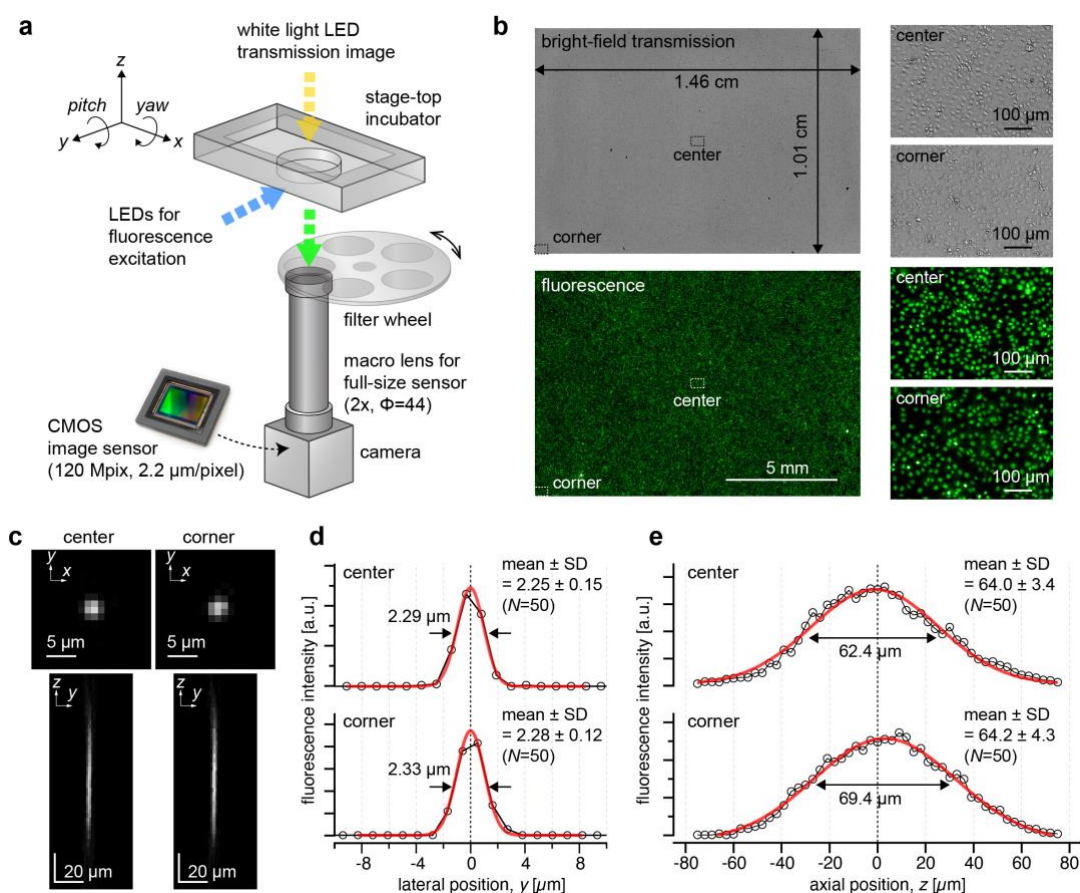 a
white light LED
transmission image
z
pitch
yaw
y
x
stage-top
incubator
LEDs for
fluorescence
excitation
filter wheel
macro lens for
full-size sensor
(2x, Φ=44)
CMOS
image sensor
(120 Mpix, 2.2 µm/pixel)
camera
b
bright-field transmission
1.46 cm
1.01 cm
center
corner
center
100 µm
corner
100 µm
fluorescence
center
corner
5 mm
center
100 µm
corner
100 µm
c
center
corner
y
x
5 µm
y
x
5 µm
z
y
20 µm
z
y
20 µm
d
fluorescence intensity [a.u.]
center
mean ± SD
= 2.25 ± 0.15
(N=50)
2.29 µm
corner
mean ± SD
= 2.28 ± 0.12
(N=50)
2.33 µm
-8 -4 0 4 8
lateral position, y [µm]
e
fluorescence intensity [a.u.]
center
mean ± SD
= 64.0 ± 3.4
(N=50)
62.4 µm
corner
mean ± SD
= 64.2 ± 4.3
(N=50)
69.4 µm
-80 -60 -40 -20 0 20 40 60 80
axial position, z [µm]